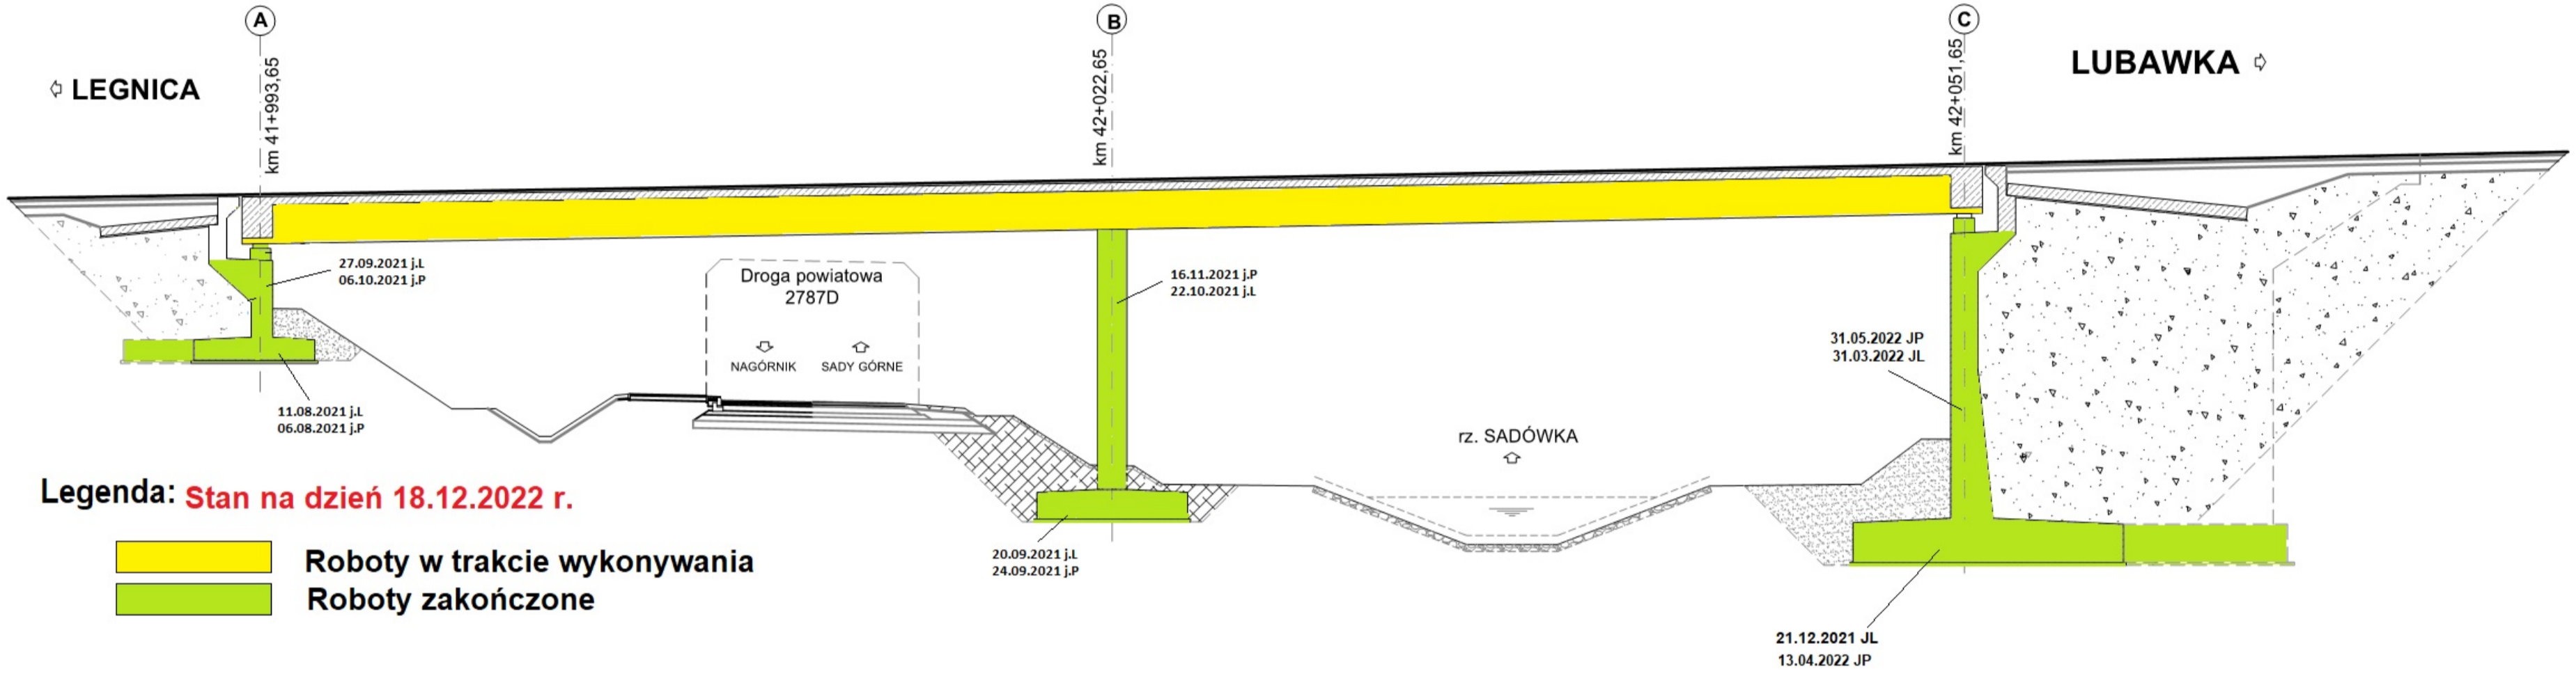 A
B
C
LEGNICA
km 41+993,65
km 42+022,65
km 42+051,65
LUBAWKA
27.09.2021 j.L
06.10.2021 j.P
Droga powiatowa
2787D
NAGÓRNIK SADY GÓRNE
16.11.2021 j.P
22.10.2021 j.L
31.05.2022 JP
31.03.2022 JL
11.08.2021 j.L
06.08.2021 j.P
rz. SADÓWKA
Legenda: Stan na dzień 18.12.2022 r.
Roboty w trakcie wykonywania
Roboty zakończone
20.09.2021 j.L
24.09.2021 j.P
21.12.2021 JL
13.04.2022 JP